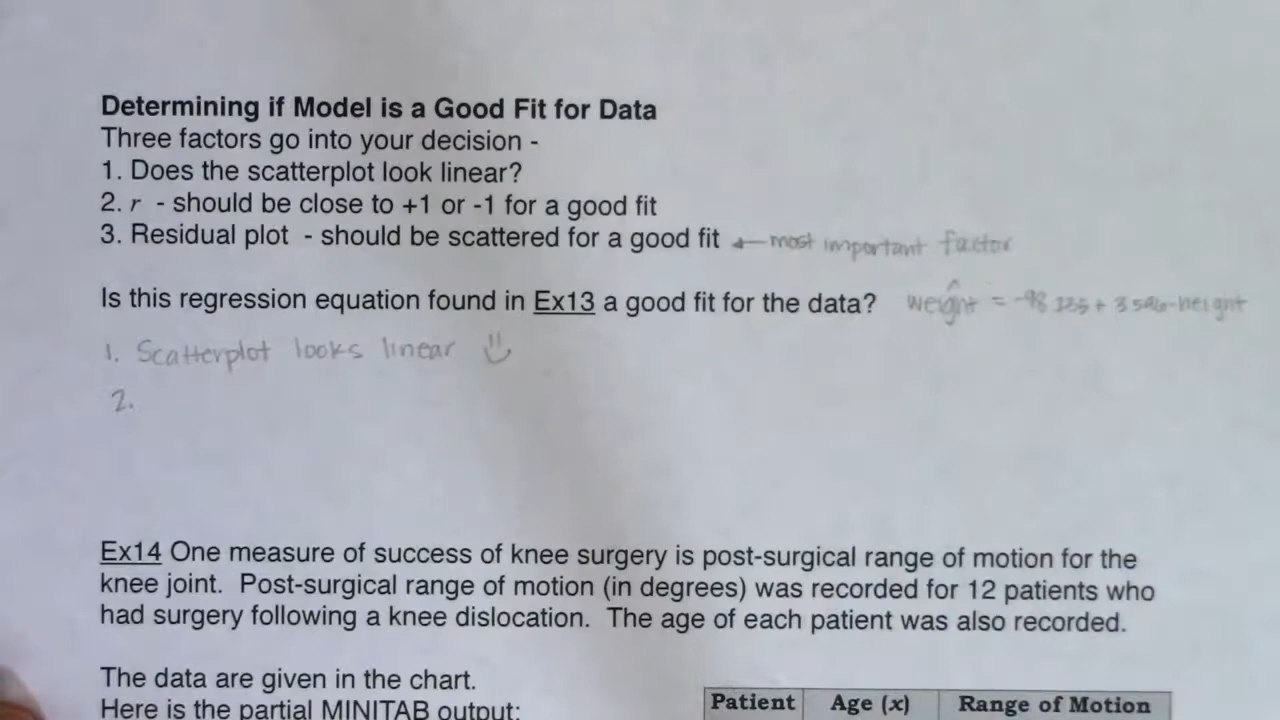 Determining if Model is a Good Fit for Data
Three factors go into your decision -
1. Does the scatterplot look linear?
2. r - should be close to +1 or -1 for a good fit
3. Residual plot - should be scattered for a good fit ← most important factor
Is this regression equation found in Ex13 a good fit for the data? weight^ =
1. Scatterplot looks linear
2.
Ex14 One measure of success of knee surgery is post-surgical range of motion for the
knee joint. Post-surgical range of motion (in degrees) was recorded for 12 patients who
had surgery following a knee dislocation. The age of each patient was also recorded.
The data are given in the chart.
Here is the partial MINITAB output:
Patient Age (x) Range of Motion